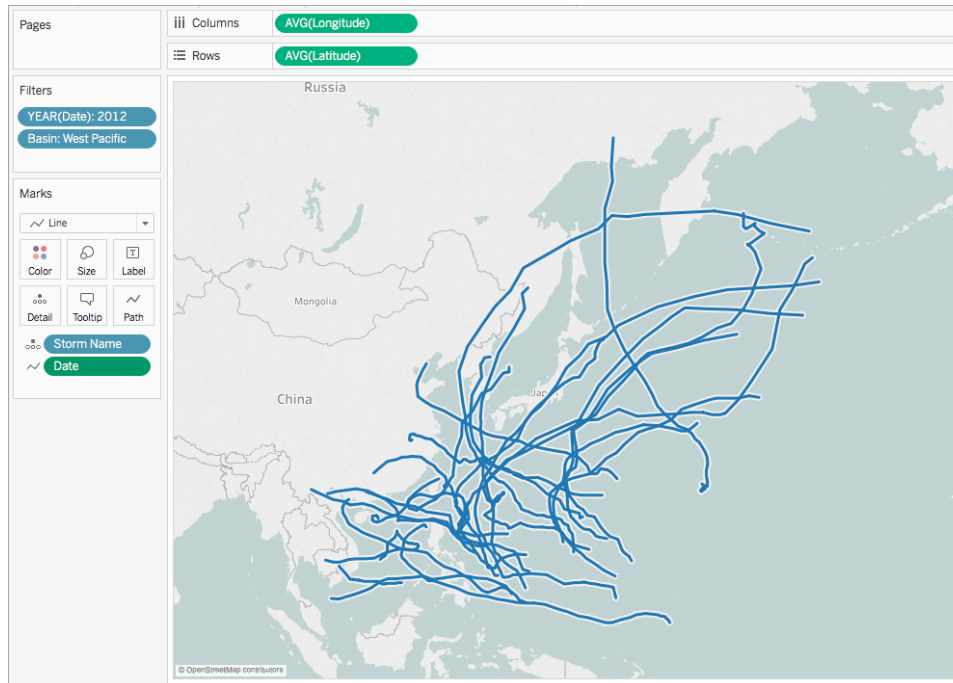 Pages
Columns
AVG(Longitude)
Rows
AVG(Latitude)
Filters
YEAR(Date): 2012
Basin: West Pacific
Marks
Line
Color
Size
Label
Detail
Tooltip
Path
Storm Name
Date
Russia
Mongolia
China
Jap
© OpenStreetMap contributors